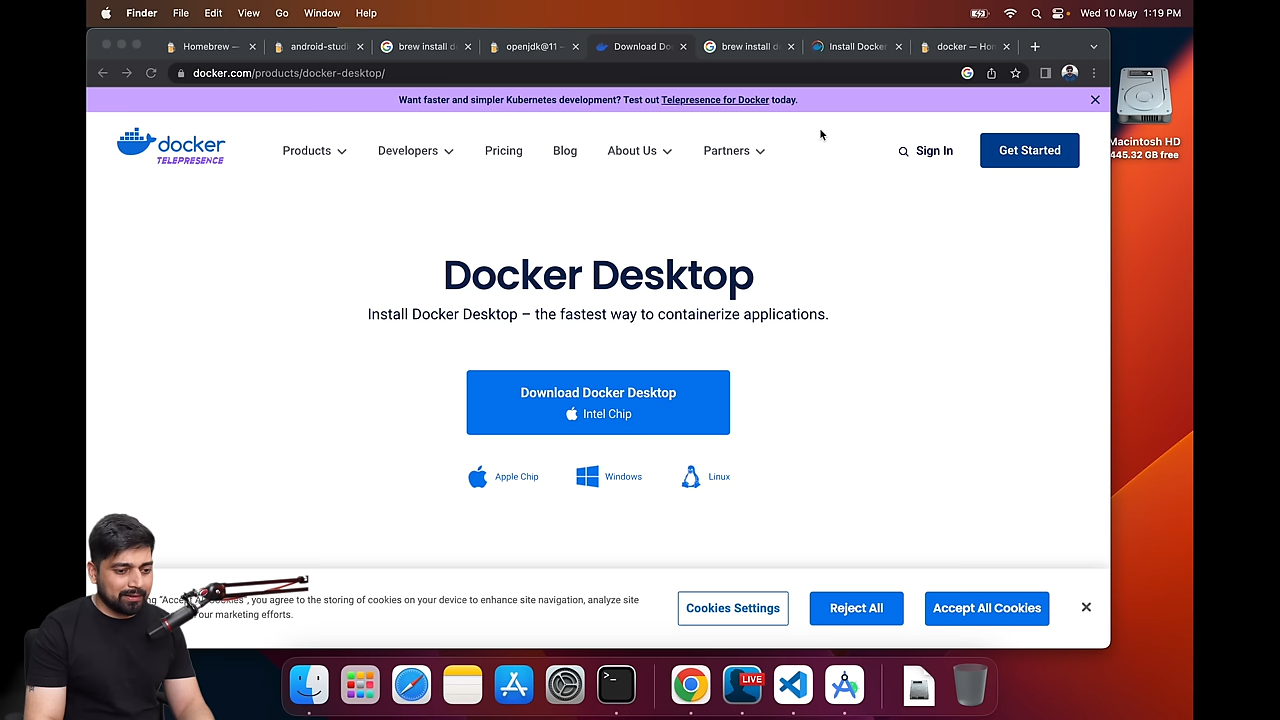 Finder File Edit View Go Window Help Wed 10 May 1:19 PM
Homebrew — android-studi brew install d openjdk@11 – Download Do brew install d Install Docker docker — Ho
docker.com/products/docker-desktop/
Want faster and simpler Kubernetes development? Test out Telepresence for Docker today.
docker
TELEPRESENCE
Products Developers Pricing Blog About Us Partners Sign In Get Started
Macintosh HD
445.32 GB free
Docker Desktop
Install Docker Desktop – the fastest way to containerize applications.
Download Docker Desktop
Intel Chip
Apple Chip Windows Linux
you agree to the storing of cookies on your device to enhance site navigation, analyze site
our marketing efforts.
Cookies Settings Reject All Accept All Cookies
LIVE